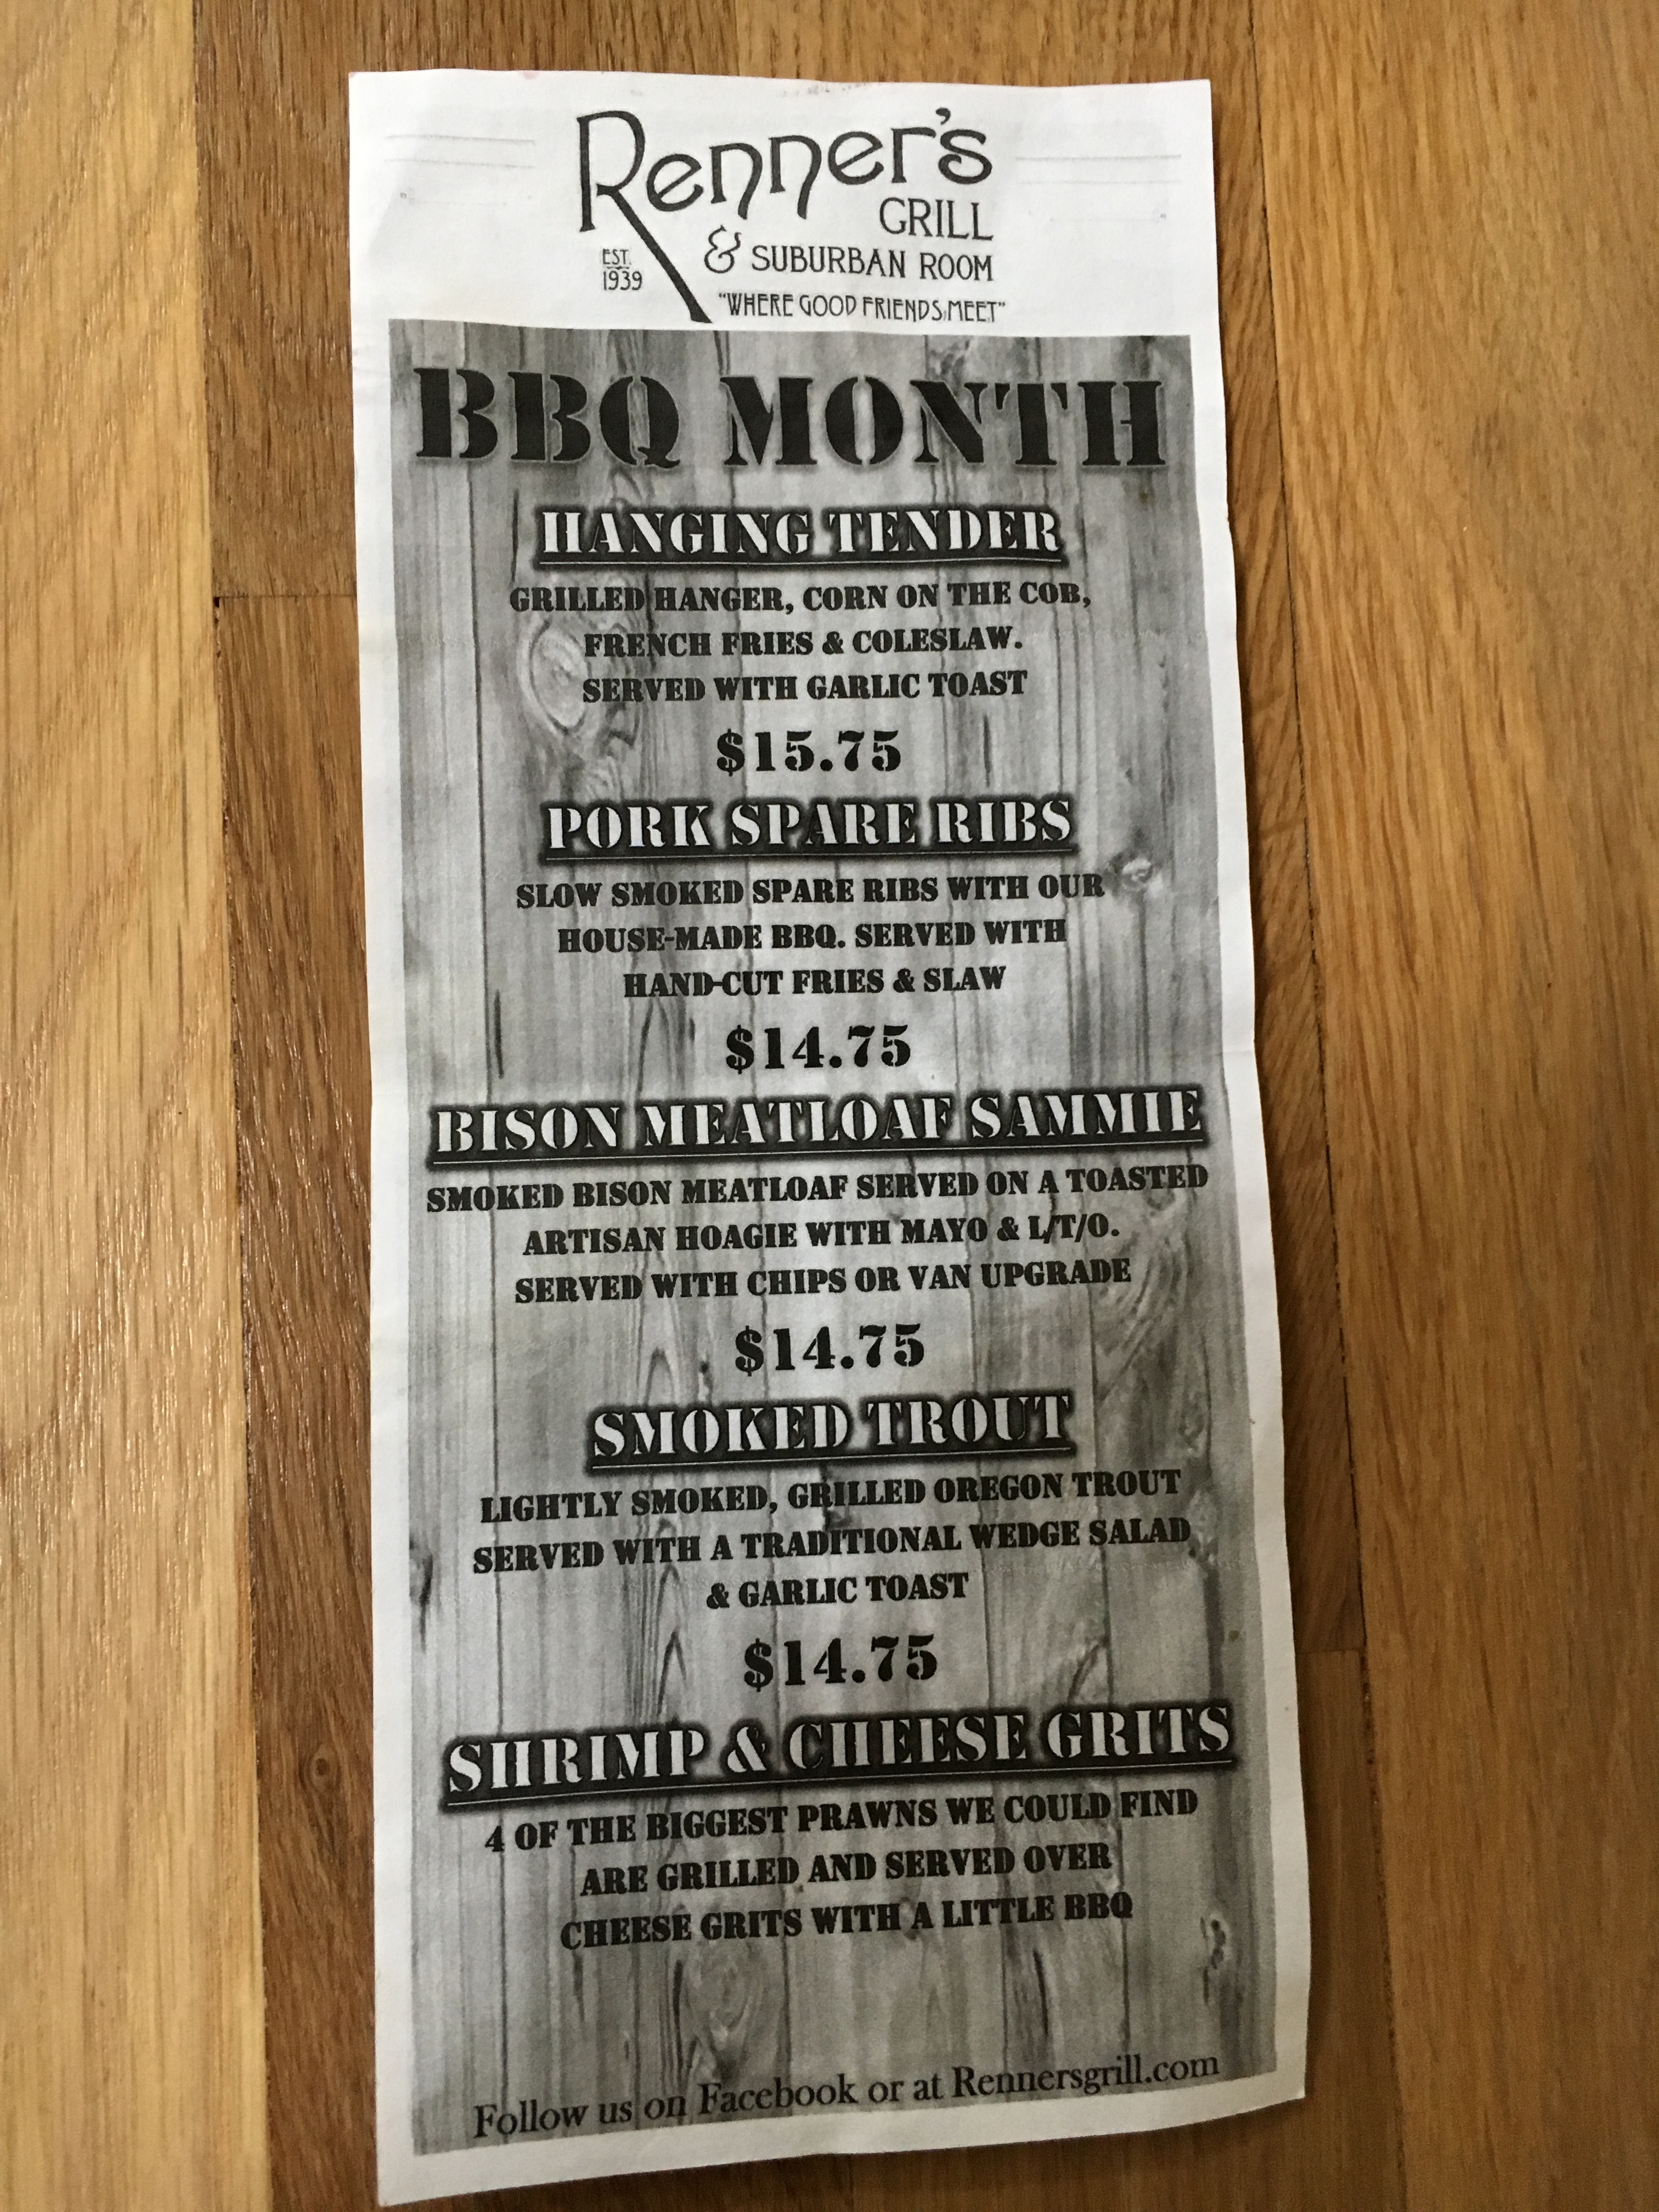 Renner's
GRILL
& SUBURBAN ROOM
EST.
1939
"WHERE GOOD FRIENDS MEET"
BBQ MONTH
HANGING TENDER
GRILLED HANGER, CORN ON THE COB,
FRENCH FRIES & COLESLAW.
SERVED WITH GARLIC TOAST
$15.75
PORK SPARE RIBS
SLOW SMOKED SPARE RIBS WITH OUR
HOUSE-MADE BBQ. SERVED WITH
HAND-CUT FRIES & SLAW
$14.75
BISON MEATLOAF SAMMIE
SMOKED BISON MEATLOAF SERVED ON A TOASTED
ARTISAN HOAGIE WITH MAYO & L/T/O.
SERVED WITH CHIPS OR VAN UPGRADE
$14.75
SMOKED TROUT
LIGHTLY SMOKED, GRILLED OREGON TROUT
SERVED WITH A TRADITIONAL WEDGE SALAD
& GARLIC TOAST
$14.75
SHRIMP & CHEESE GRITS
4 OF THE BIGGEST PRAWNS WE COULD FIND
ARE GRILLED AND SERVED OVER
CHEESE GRITS WITH A LITTLE BBQ
Follow us on Facebook or at Rennersgrill.com